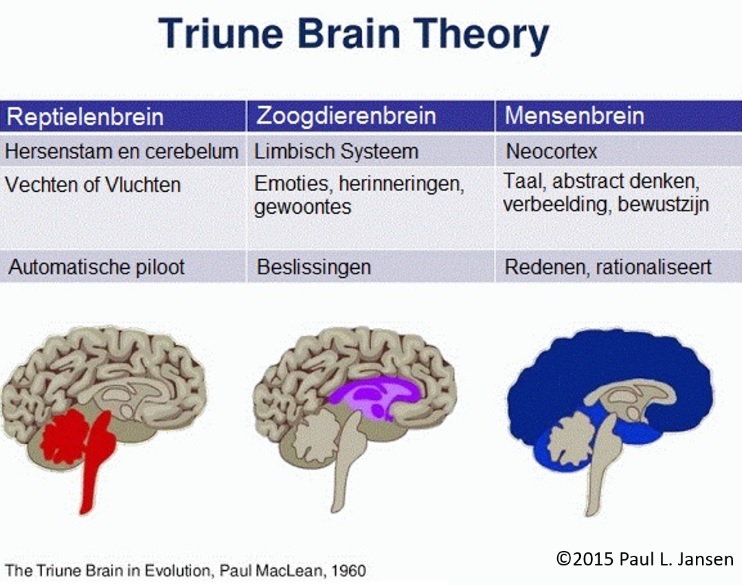 Triune Brain Theory
Reptielenbrein
Zoogdierenbrein
Mensenbrein
Hersenstam en cerebelum
Limbisch Systeem
Neocortex
Vechten of Vluchten
Emoties, herinneringen,
gewoontes
Taal, abstract denken,
verbeelding, bewustzijn
Automatische piloot
Beslissingen
Redenen, rationaliseert
The Triune Brain in Evolution, Paul MacLean, 1960
©2015 Paul L. Jansen